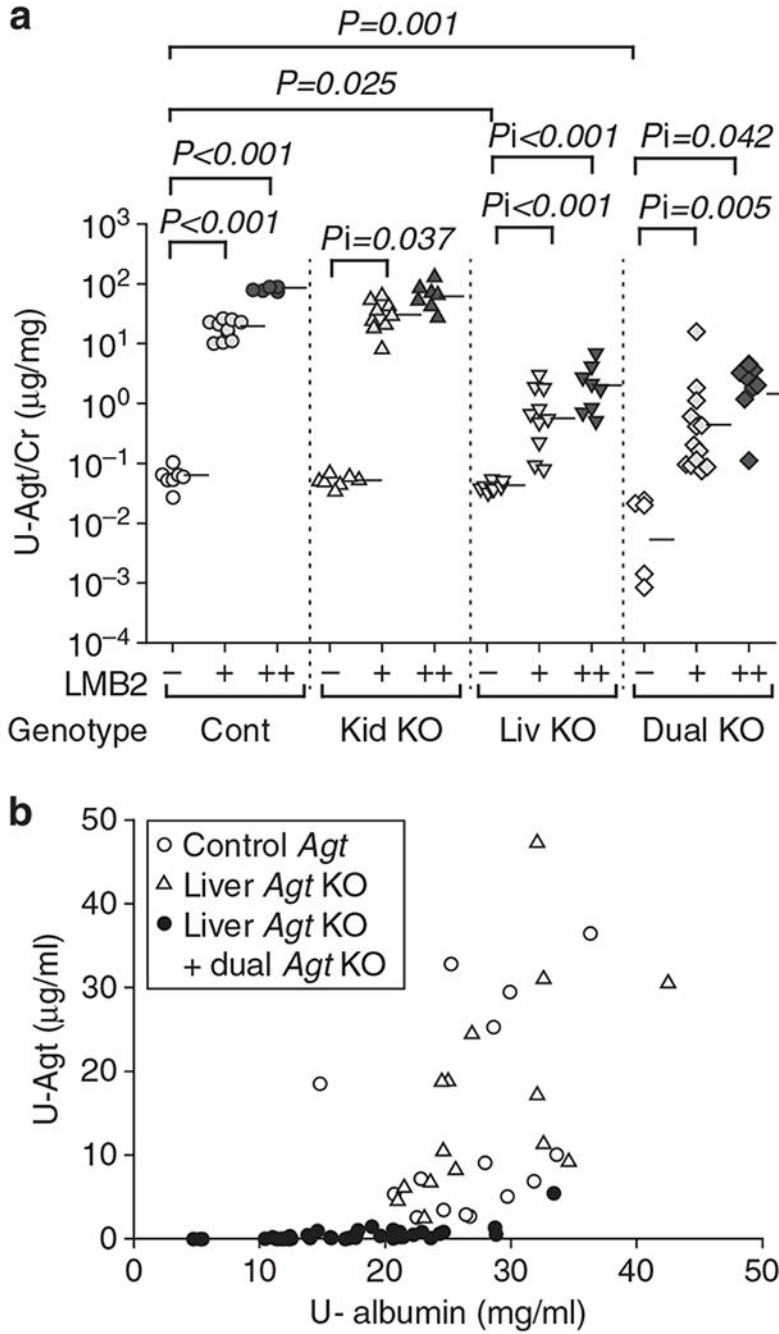 a
P=0.001
P=0.025
Pi<0.001
Pi=0.042
P<0.001
P<0.001
Pi=0.037
Pi<0.001
Pi=0.005
U-Agt/Cr (μg/mg)
10³
10²
10¹
10⁰
10⁻¹
10⁻²
10⁻³
10⁻⁴
LMB2 − + ++ − + ++ − + ++ − + ++
Genotype Cont Kid KO Liv KO Dual KO
b
Control Agt
Liver Agt KO
Liver Agt KO
+ dual Agt KO
U-Agt (μg/ml)
50
40
30
20
10
0
0 10 20 30 40 50
U- albumin (mg/ml)